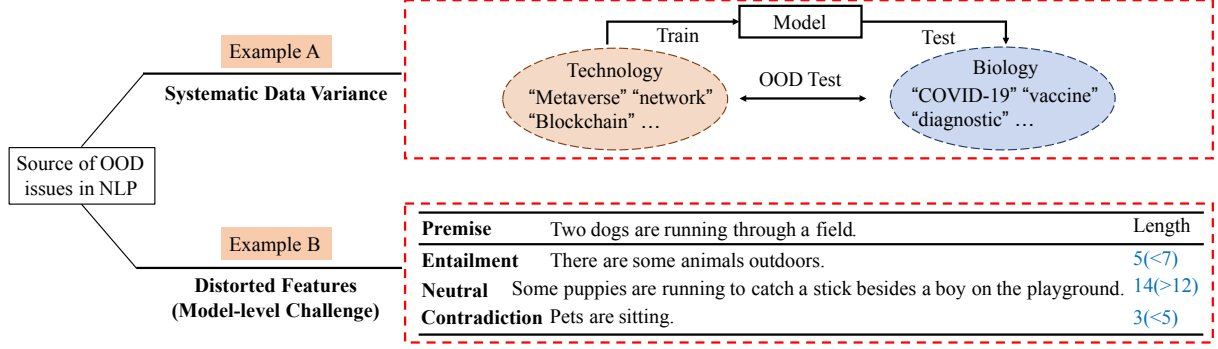 Source of OOD
issues in NLP
Example A
Systematic Data Variance
Model
Train
Test
Technology
“Metaverse” “network”
“Blockchain” …
OOD Test
Biology
“COVID-19” “vaccine”
“diagnostic” …
Example B
Distorted Features
(Model-level Challenge)
Premise Two dogs are running through a field. Length
Entailment There are some animals outdoors. 5(<7)
Neutral Some puppies are running to catch a stick besides a boy on the playground. 14(>12)
Contradiction Pets are sitting. 3(<5)